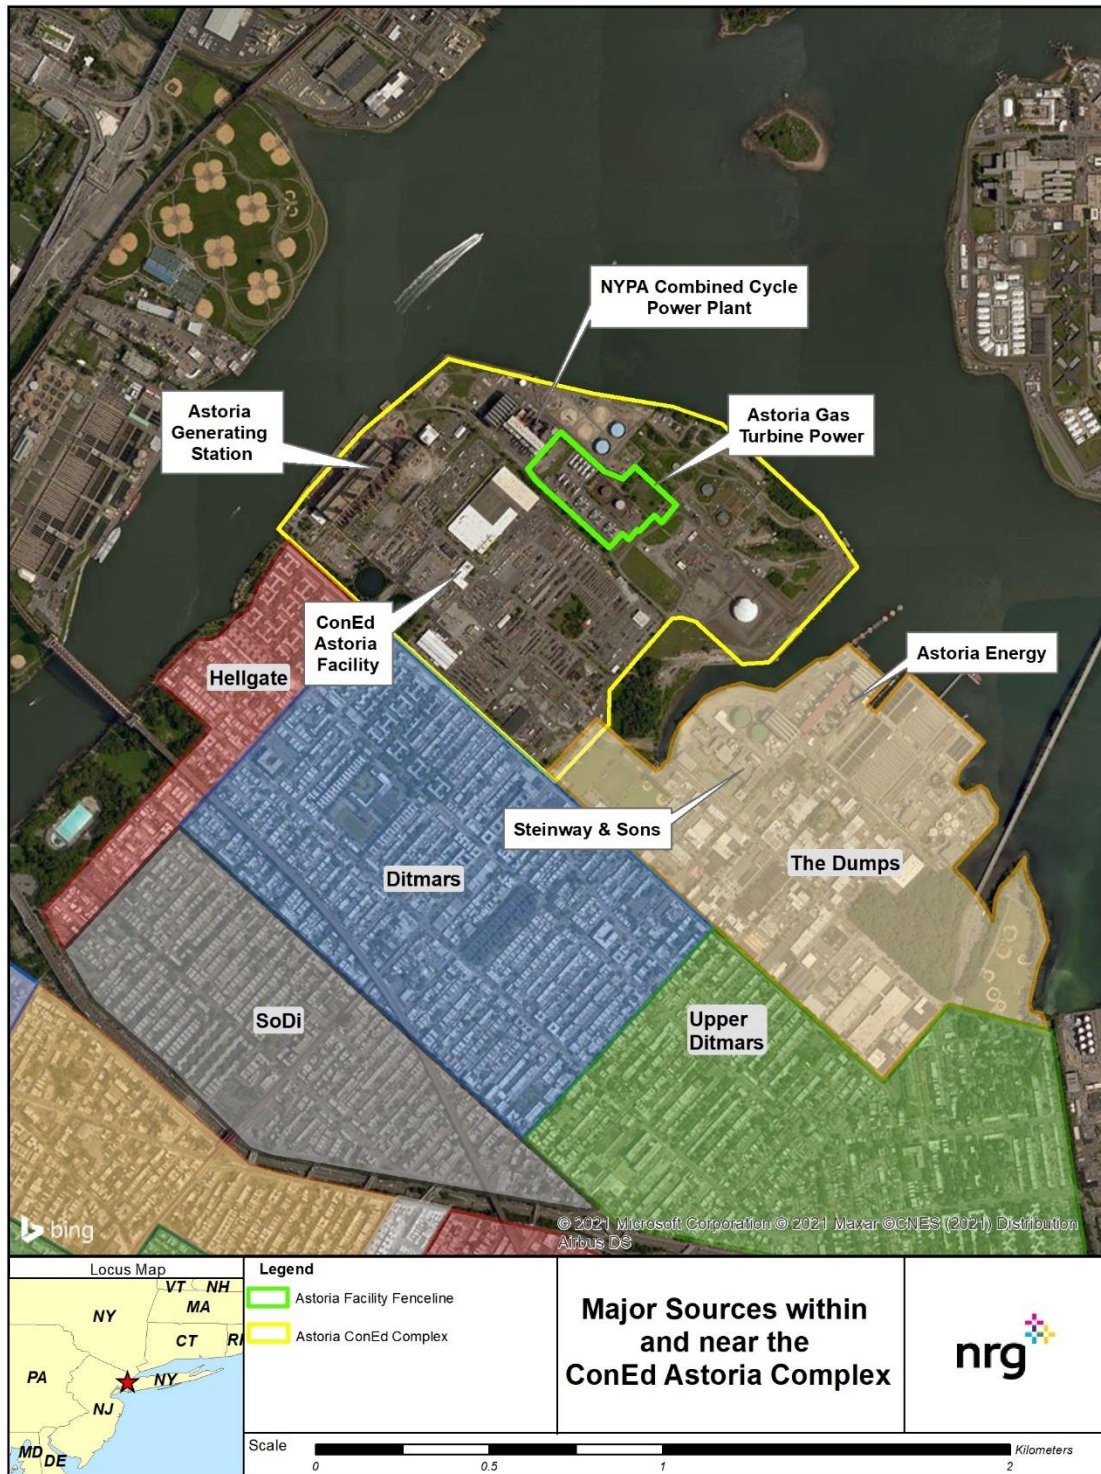 NYPA Combined Cycle
Power Plant
Astoria
Generating
Station
Astoria Gas
Turbine Power
ConEd
Astoria
Facility
Astoria Energy
Hellgate
Steinway & Sons
The Dumps
Ditmars
SoDi
Upper
Ditmars
bing
© 2021 Microsoft Corporation © 2021 Maxar ©CNES (2021) Distribution
Airbus DS
Locus Map
VT
NH
NY
MA
CT
RI
PA
NY
NJ
MD
DE
Legend
Astoria Facility Fenceline
Astoria ConEd Complex
Major Sources within
and near the
ConEd Astoria Complex
nrg
Scale
Kilometers
0
0.5
1
2